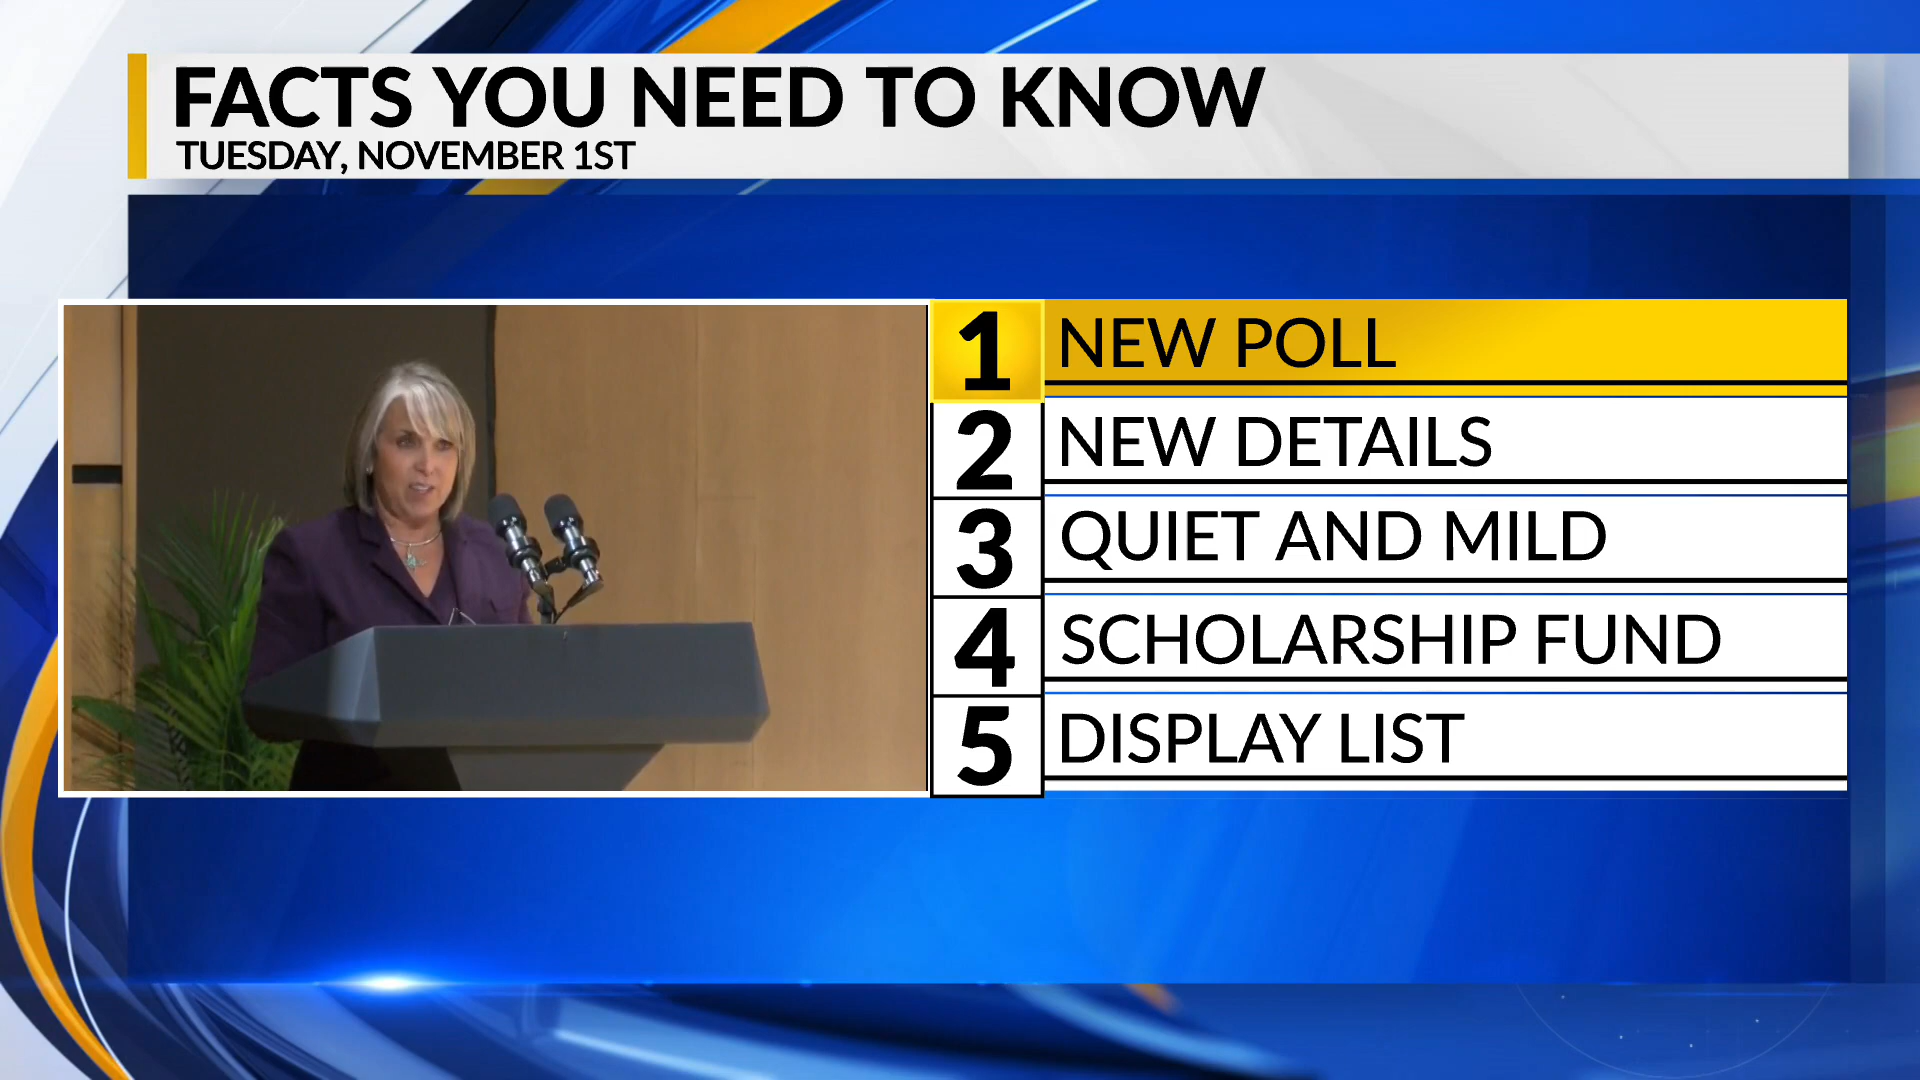 FACTS YOU NEED TO KNOW
TUESDAY, NOVEMBER 1ST
1 NEW POLL
2 NEW DETAILS
3 QUIET AND MILD
4 SCHOLARSHIP FUND
5 DISPLAY LIST